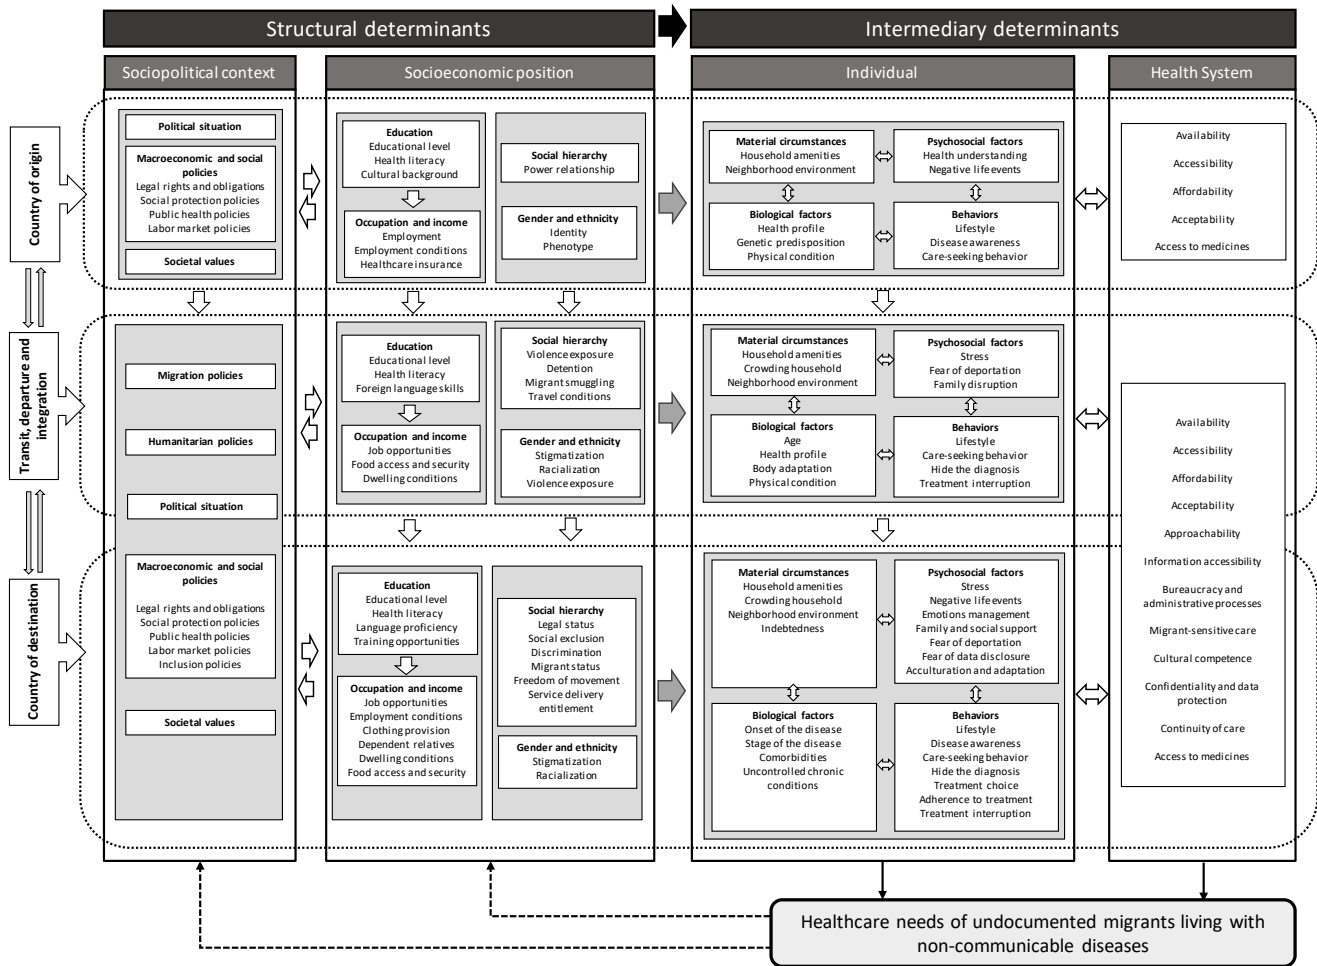 Structural determinants
Intermediary determinants
Sociopolitical context
Socioeconomic position
Individual
Health System
Country of origin
Political situation
Macroeconomic and social
policies
Legal rights and obligations
Social protection policies
Public health policies
Labor market policies
Societal values
Education
Educational level
Health literacy
Cultural background
Occupation and income
Employment
Employment conditions
Healthcare insurance
Social hierarchy
Power relationship
Gender and ethnicity
Identity
Phenotype
Material circumstances
Household amenities
Neighborhood environment
Psychosocial factors
Health understanding
Negative life events
Biological factors
Health profile
Genetic predisposition
Physical condition
Behaviors
Lifestyle
Disease awareness
Care-seeking behavior
Availability
Accessibility
Affordability
Acceptability
Access to medicines
Transit, departure and
integration
Migration policies
Humanitarian policies
Political situation
Macroeconomic and social
policies
Legal rights and obligations
Social protection policies
Public health policies
Labor market policies
Inclusion policies
Societal values
Education
Educational level
Health literacy
Foreign language skills
Occupation and income
Job opportunities
Food access and security
Dwelling conditions
Social hierarchy
Violence exposure
Detention
Migrant smuggling
Travel conditions
Gender and ethnicity
Stigmatization
Racialization
Violence exposure
Material circumstances
Household amenities
Crowding household
Neighborhood environment
Psychosocial factors
Stress
Fear of deportation
Family disruption
Biological factors
Age
Health profile
Body adaptation
Physical condition
Behaviors
Lifestyle
Care-seeking behavior
Hide the diagnosis
Treatment interruption
Availability
Accessibility
Affordability
Acceptability
Approachability
Information accessibility
Bureaucracy and
administrative processes
Migrant-sensitive care
Cultural competence
Confidentiality and data
protection
Continuity of care
Access to medicines
Country of destination
Education
Educational level
Health literacy
Language proficiency
Training opportunities
Occupation and income
Job opportunities
Employment conditions
Clothing provision
Dependent relatives
Dwelling conditions
Food access and security
Social hierarchy
Legal status
Social exclusion
Discrimination
Migrant status
Freedom of movement
Service delivery
entitlement
Gender and ethnicity
Stigmatization
Racialization
Material circumstances
Household amenities
Crowding household
Neighborhood environment
Indebtedness
Psychosocial factors
Stress
Negative life events
Emotions management
Family and social support
Fear of deportation
Fear of data disclosure
Acculturation and adaptation
Biological factors
Onset of the disease
Stage of the disease
Comorbidities
Uncontrolled chronic
conditions
Behaviors
Lifestyle
Disease awareness
Care-seeking behavior
Hide the diagnosis
Treatment choice
Adherence to treatment
Treatment interruption
Healthcare needs of undocumented migrants living with
non-communicable diseases